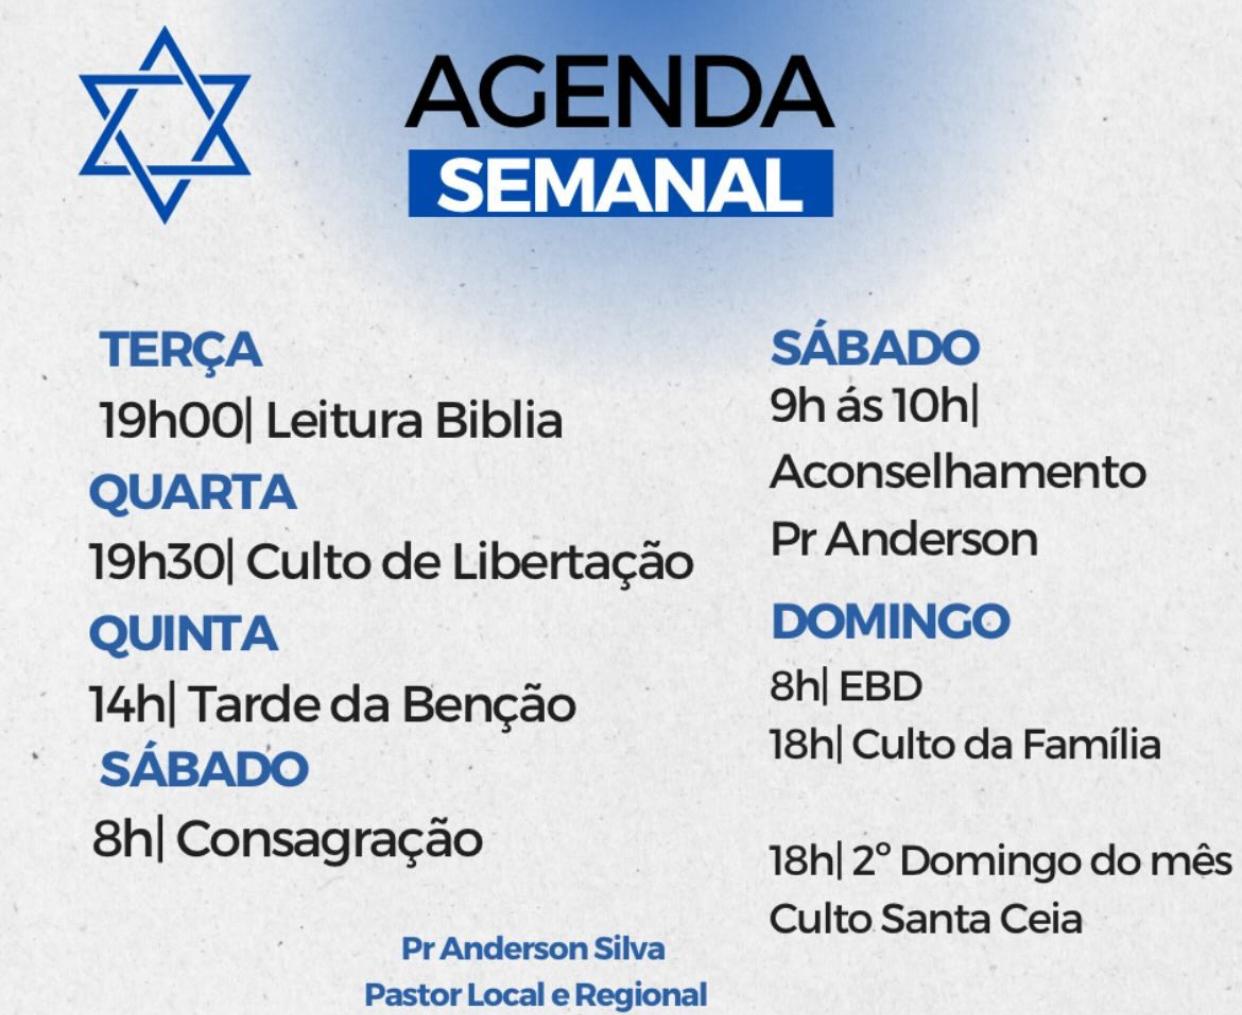 AGENDA
SEMANAL
TERÇA
19h00| Leitura Biblia
QUARTA
19h30| Culto de Libertação
QUINTA
14h| Tarde da Benção
SÁBADO
8h| Consagração
SÁBADO
9h ás 10h|
Aconselhamento
Pr Anderson
DOMINGO
8h| EBD
18h| Culto da Família
18h| 2º Domingo do mês
Culto Santa Ceia
Pr Anderson Silva
Pastor Local e Regional